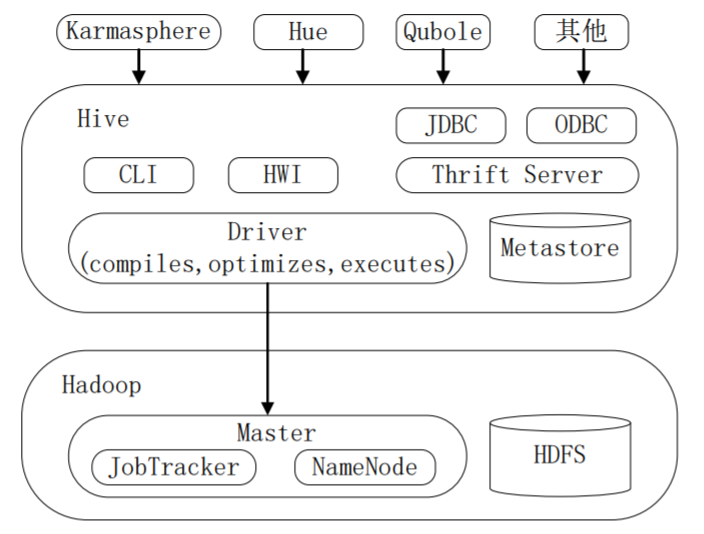 Karmasphere
Hue
Qubole
其他
Hive
JDBC
ODBC
CLI
HWI
Thrift Server
Driver
(compiles,optimizes,executes)
Metastore
Hadoop
Master
JobTracker
NameNode
HDFS